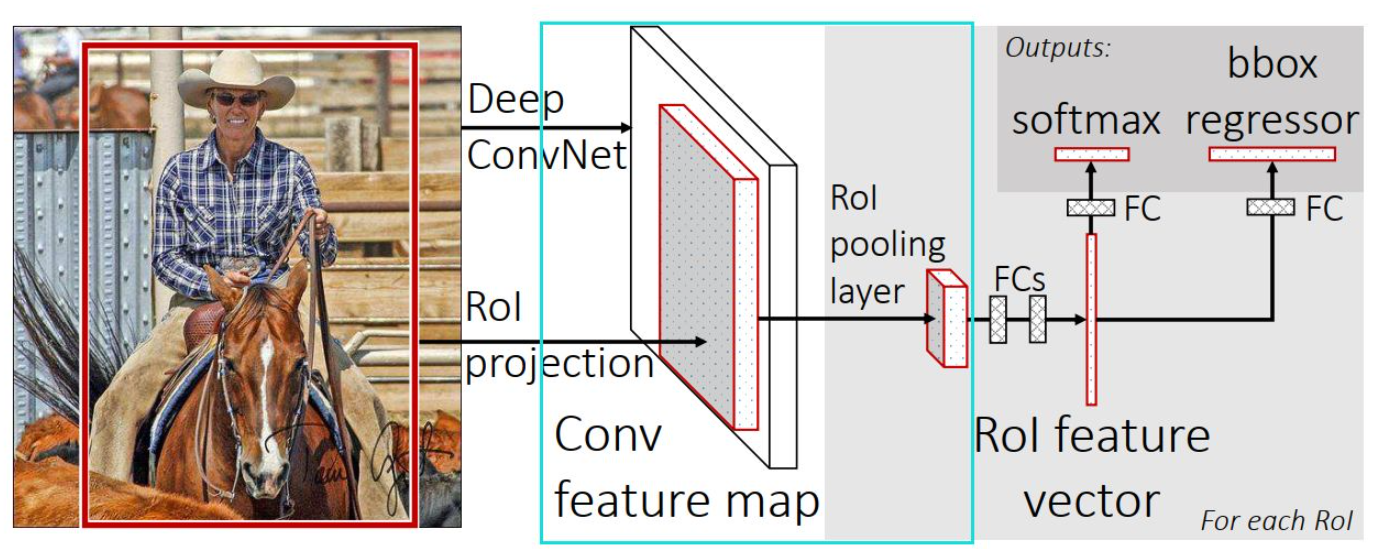 Deep
ConvNet
RoI
projection
Conv
feature map
RoI
pooling
layer
FCs
RoI feature
vector
For each RoI
Outputs:
softmax
bbox
regressor
FC
FC